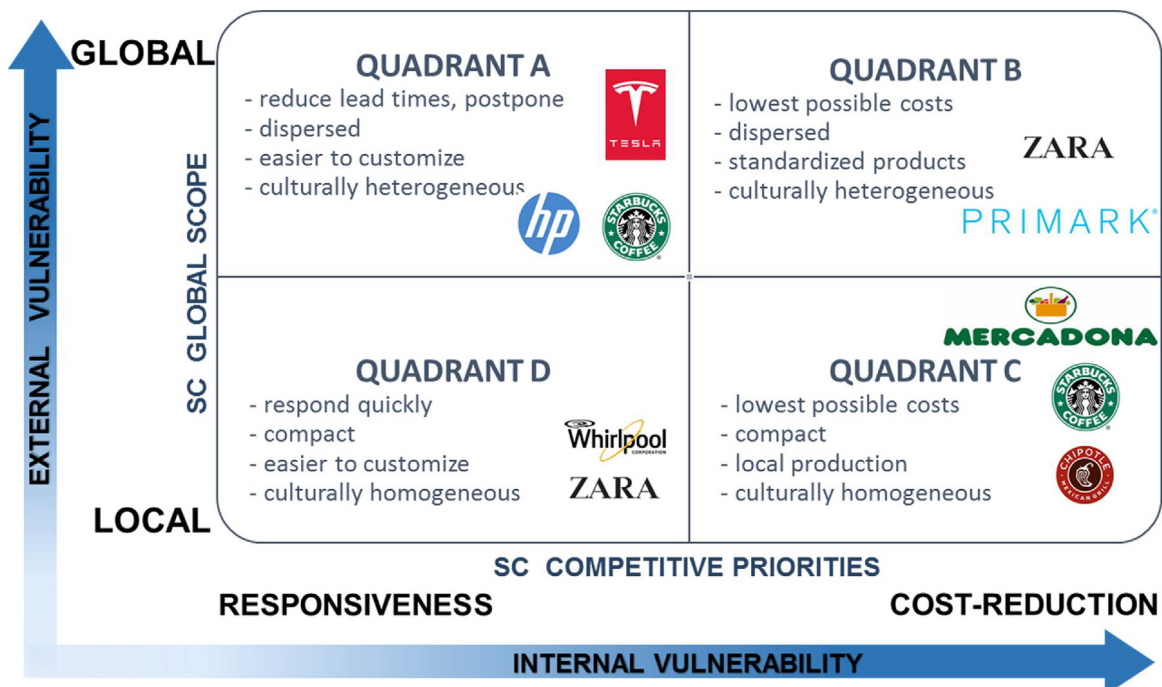 GLOBAL
QUADRANT A
- reduce lead times, postpone
- dispersed
- easier to customize
- culturally heterogeneous
TESLA
hp
STARBUCKS
COFFEE
QUADRANT B
- lowest possible costs
- dispersed
- standardized products
- culturally heterogeneous
ZARA
PRIMARK®
EXTERNAL VULNERABILITY
SC GLOBAL SCOPE
QUADRANT D
- respond quickly
- compact
- easier to customize
- culturally homogeneous
Whirlpool
CORPORATION
ZARA
MERCADONA
QUADRANT C
- lowest possible costs
- compact
- local production
- culturally homogeneous
STARBUCKS
COFFEE
CHIPOTLE
MEXICAN GRILL
LOCAL
SC COMPETITIVE PRIORITIES
RESPONSIVENESS
COST-REDUCTION
INTERNAL VULNERABILITY